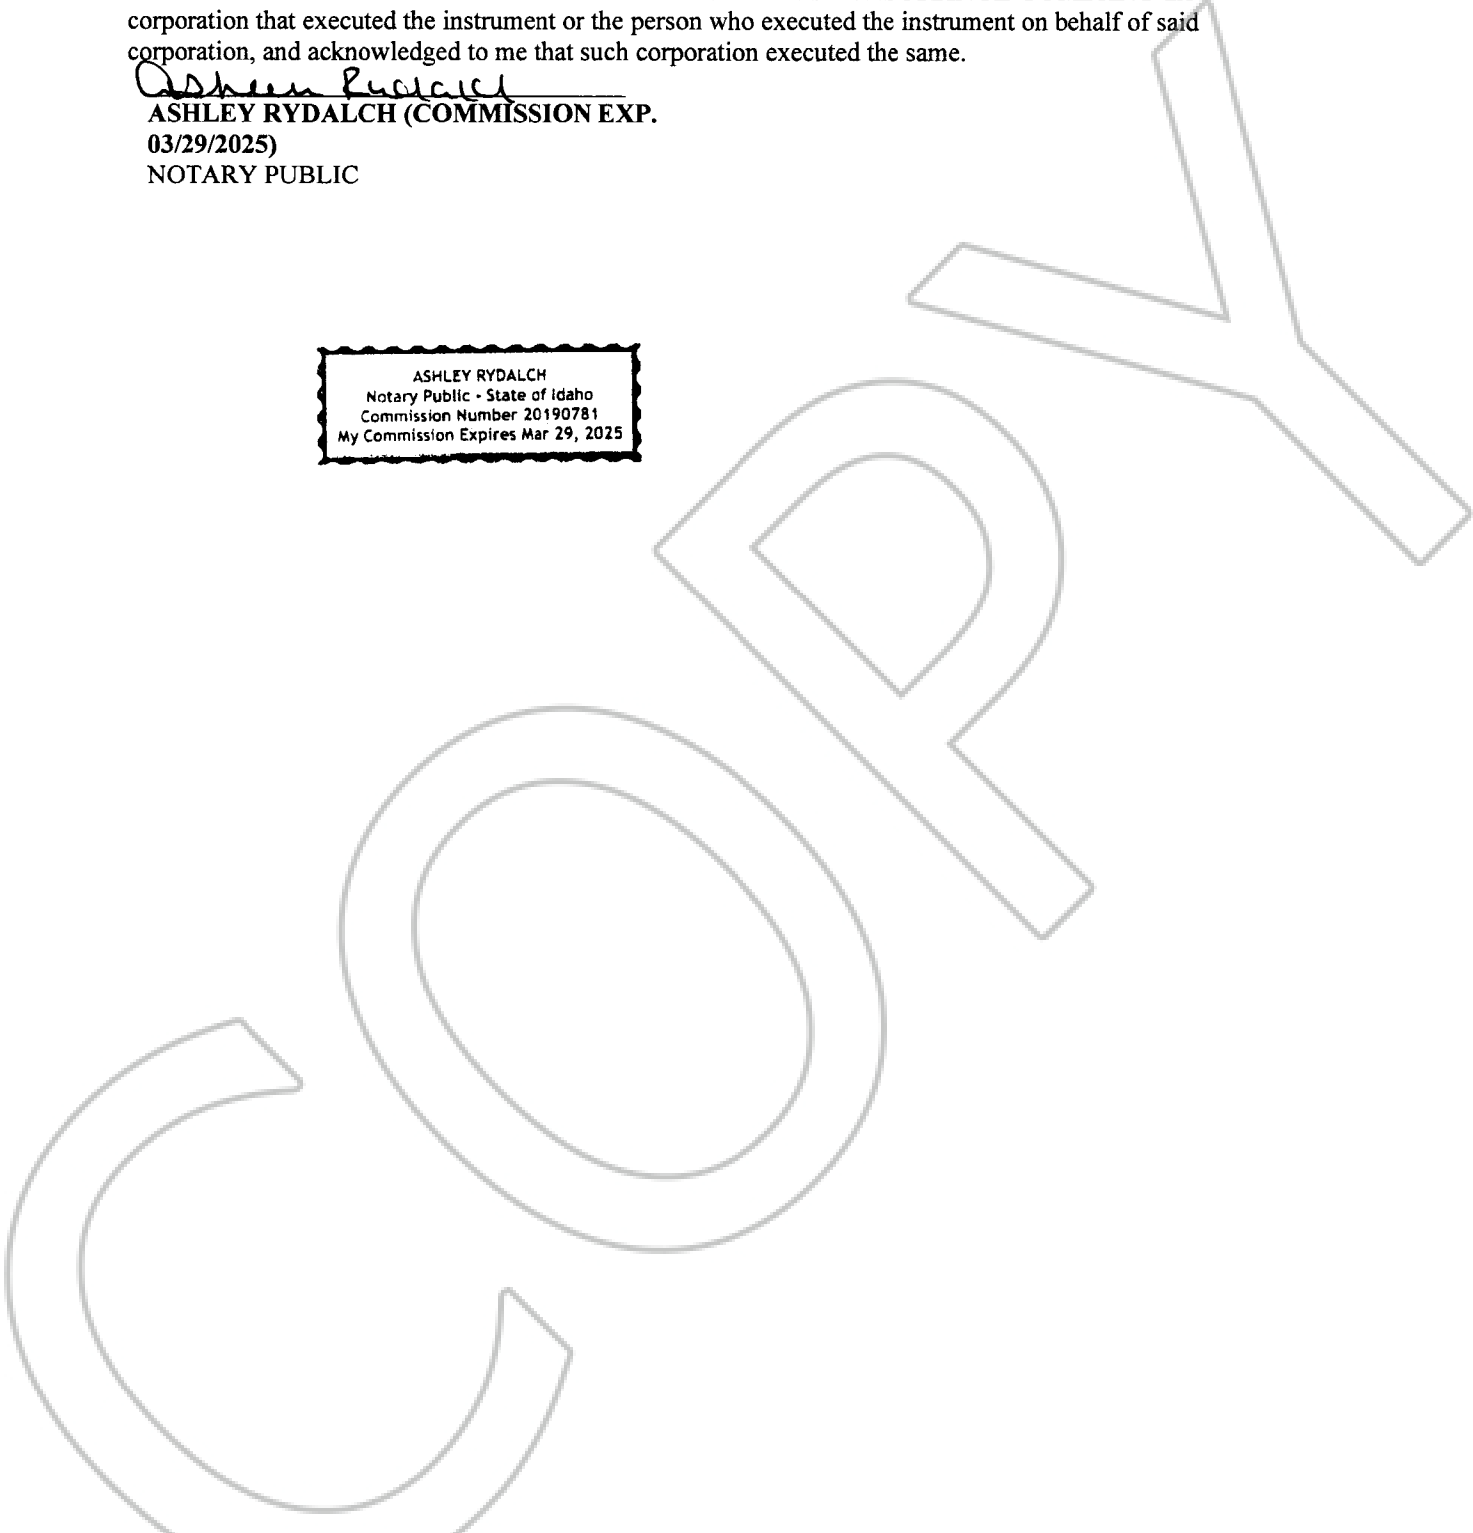 corporation that executed the instrument or the person who executed the instrument on behalf of said
corporation, and acknowledged to me that such corporation executed the same.
ASHLEY RYDALCH (COMMISSION EXP.
03/29/2025)
NOTARY PUBLIC
ASHLEY RYDALCH
Notary Public - State of Idaho
Commission Number 20190781
My Commission Expires Mar 29, 2025
COPY